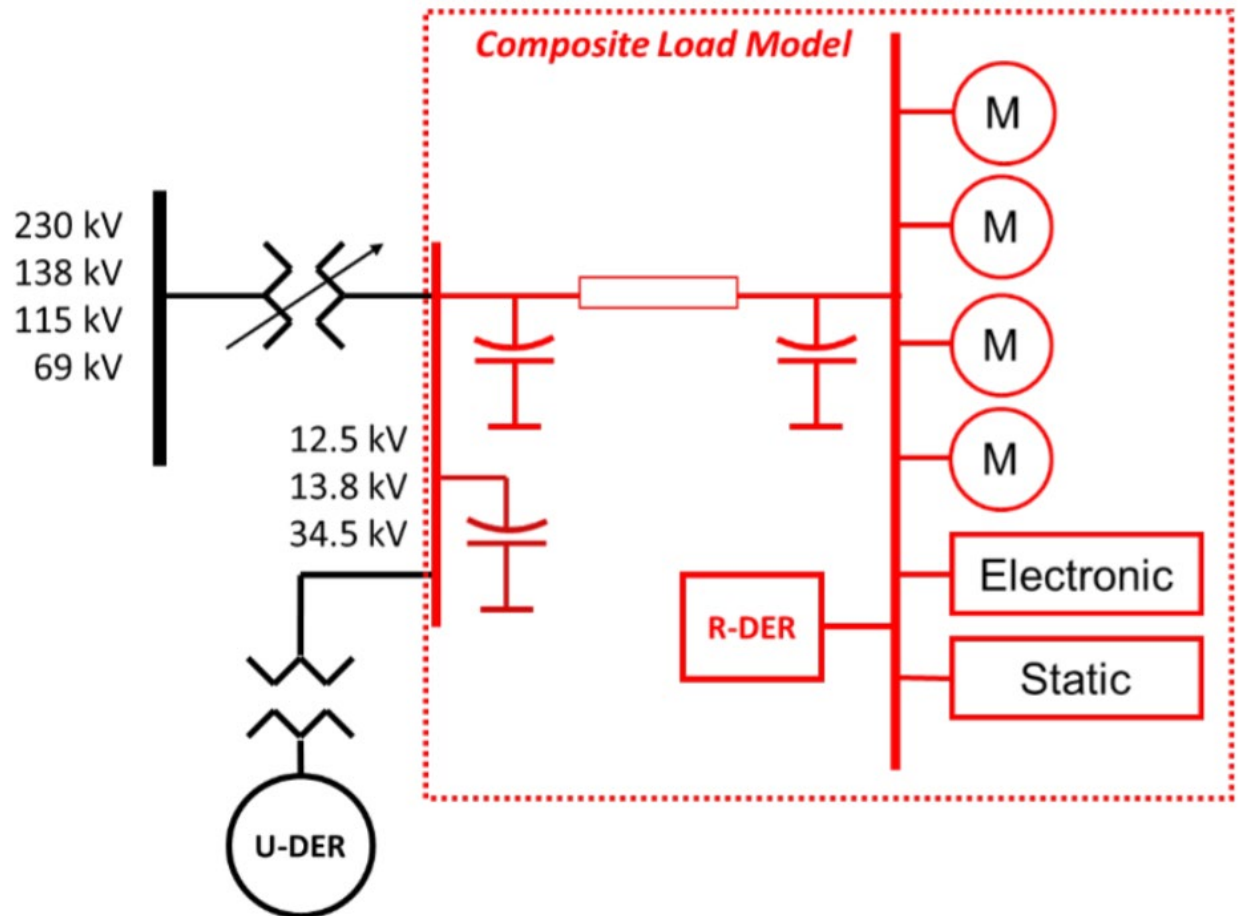 Composite Load Model
230 kV
138 kV
115 kV
69 kV
12.5 kV
13.8 kV
34.5 kV
M
M
M
M
Electronic
R-DER
Static
U-DER